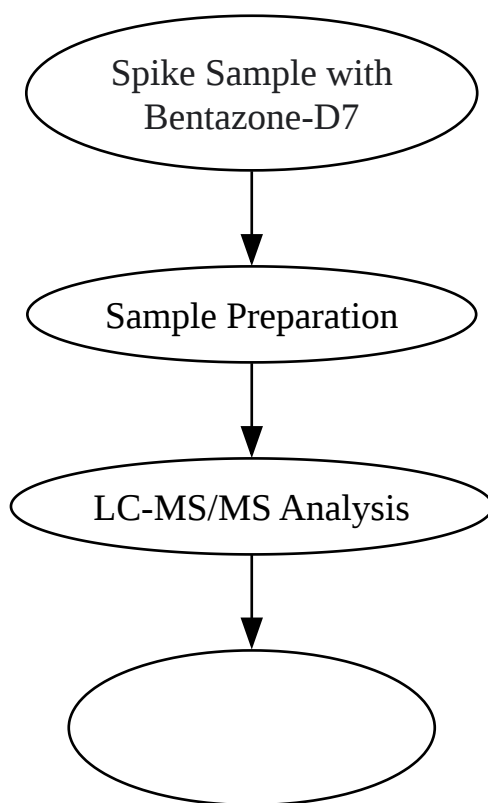 Spike Sample with
Bentazone-D7
Sample Preparation
LC-MS/MS Analysis